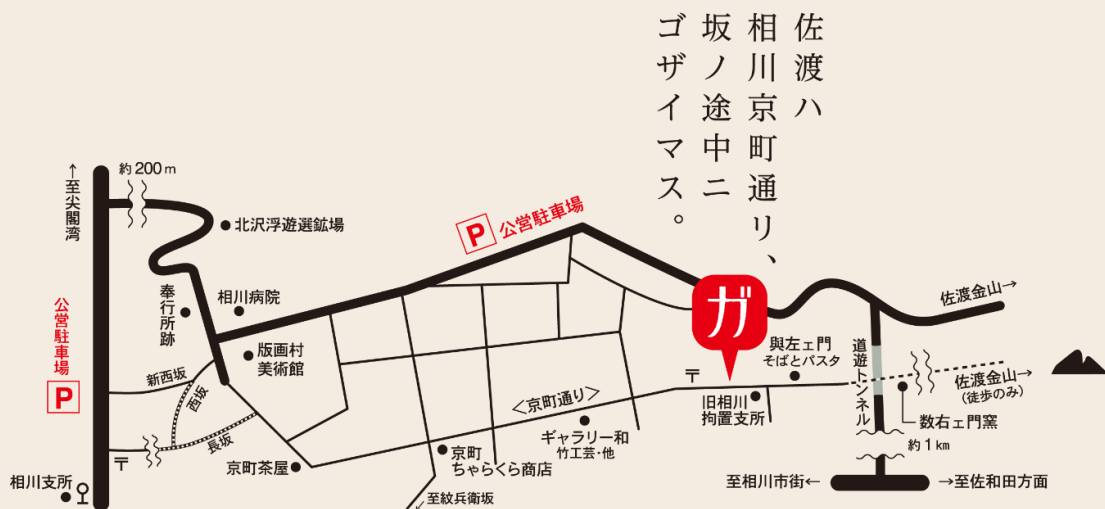 佐渡ハ
相川京町通リ、
坂ノ途中ニ
ゴザイマス。
↑至尖閣湾
約200m
北沢浮遊選鉱場
P 公営駐車場
奉行所跡
相川病院
公営駐車場
P
版画村
美術館
新西坂
西坂
長坂
〒
相川支所
京町茶屋
京町
ちゃらくら商店
↙至紋兵衛坂
<京町通り>
ギャラリー和
竹工芸・他
〒
ガ
旧相川
拘置支所
與左ェ門
そばとパスタ
道遊トンネル
佐渡金山→
佐渡金山→
(徒歩のみ)
数右ェ門窯
約1km
至相川市街←
→至佐和田方面